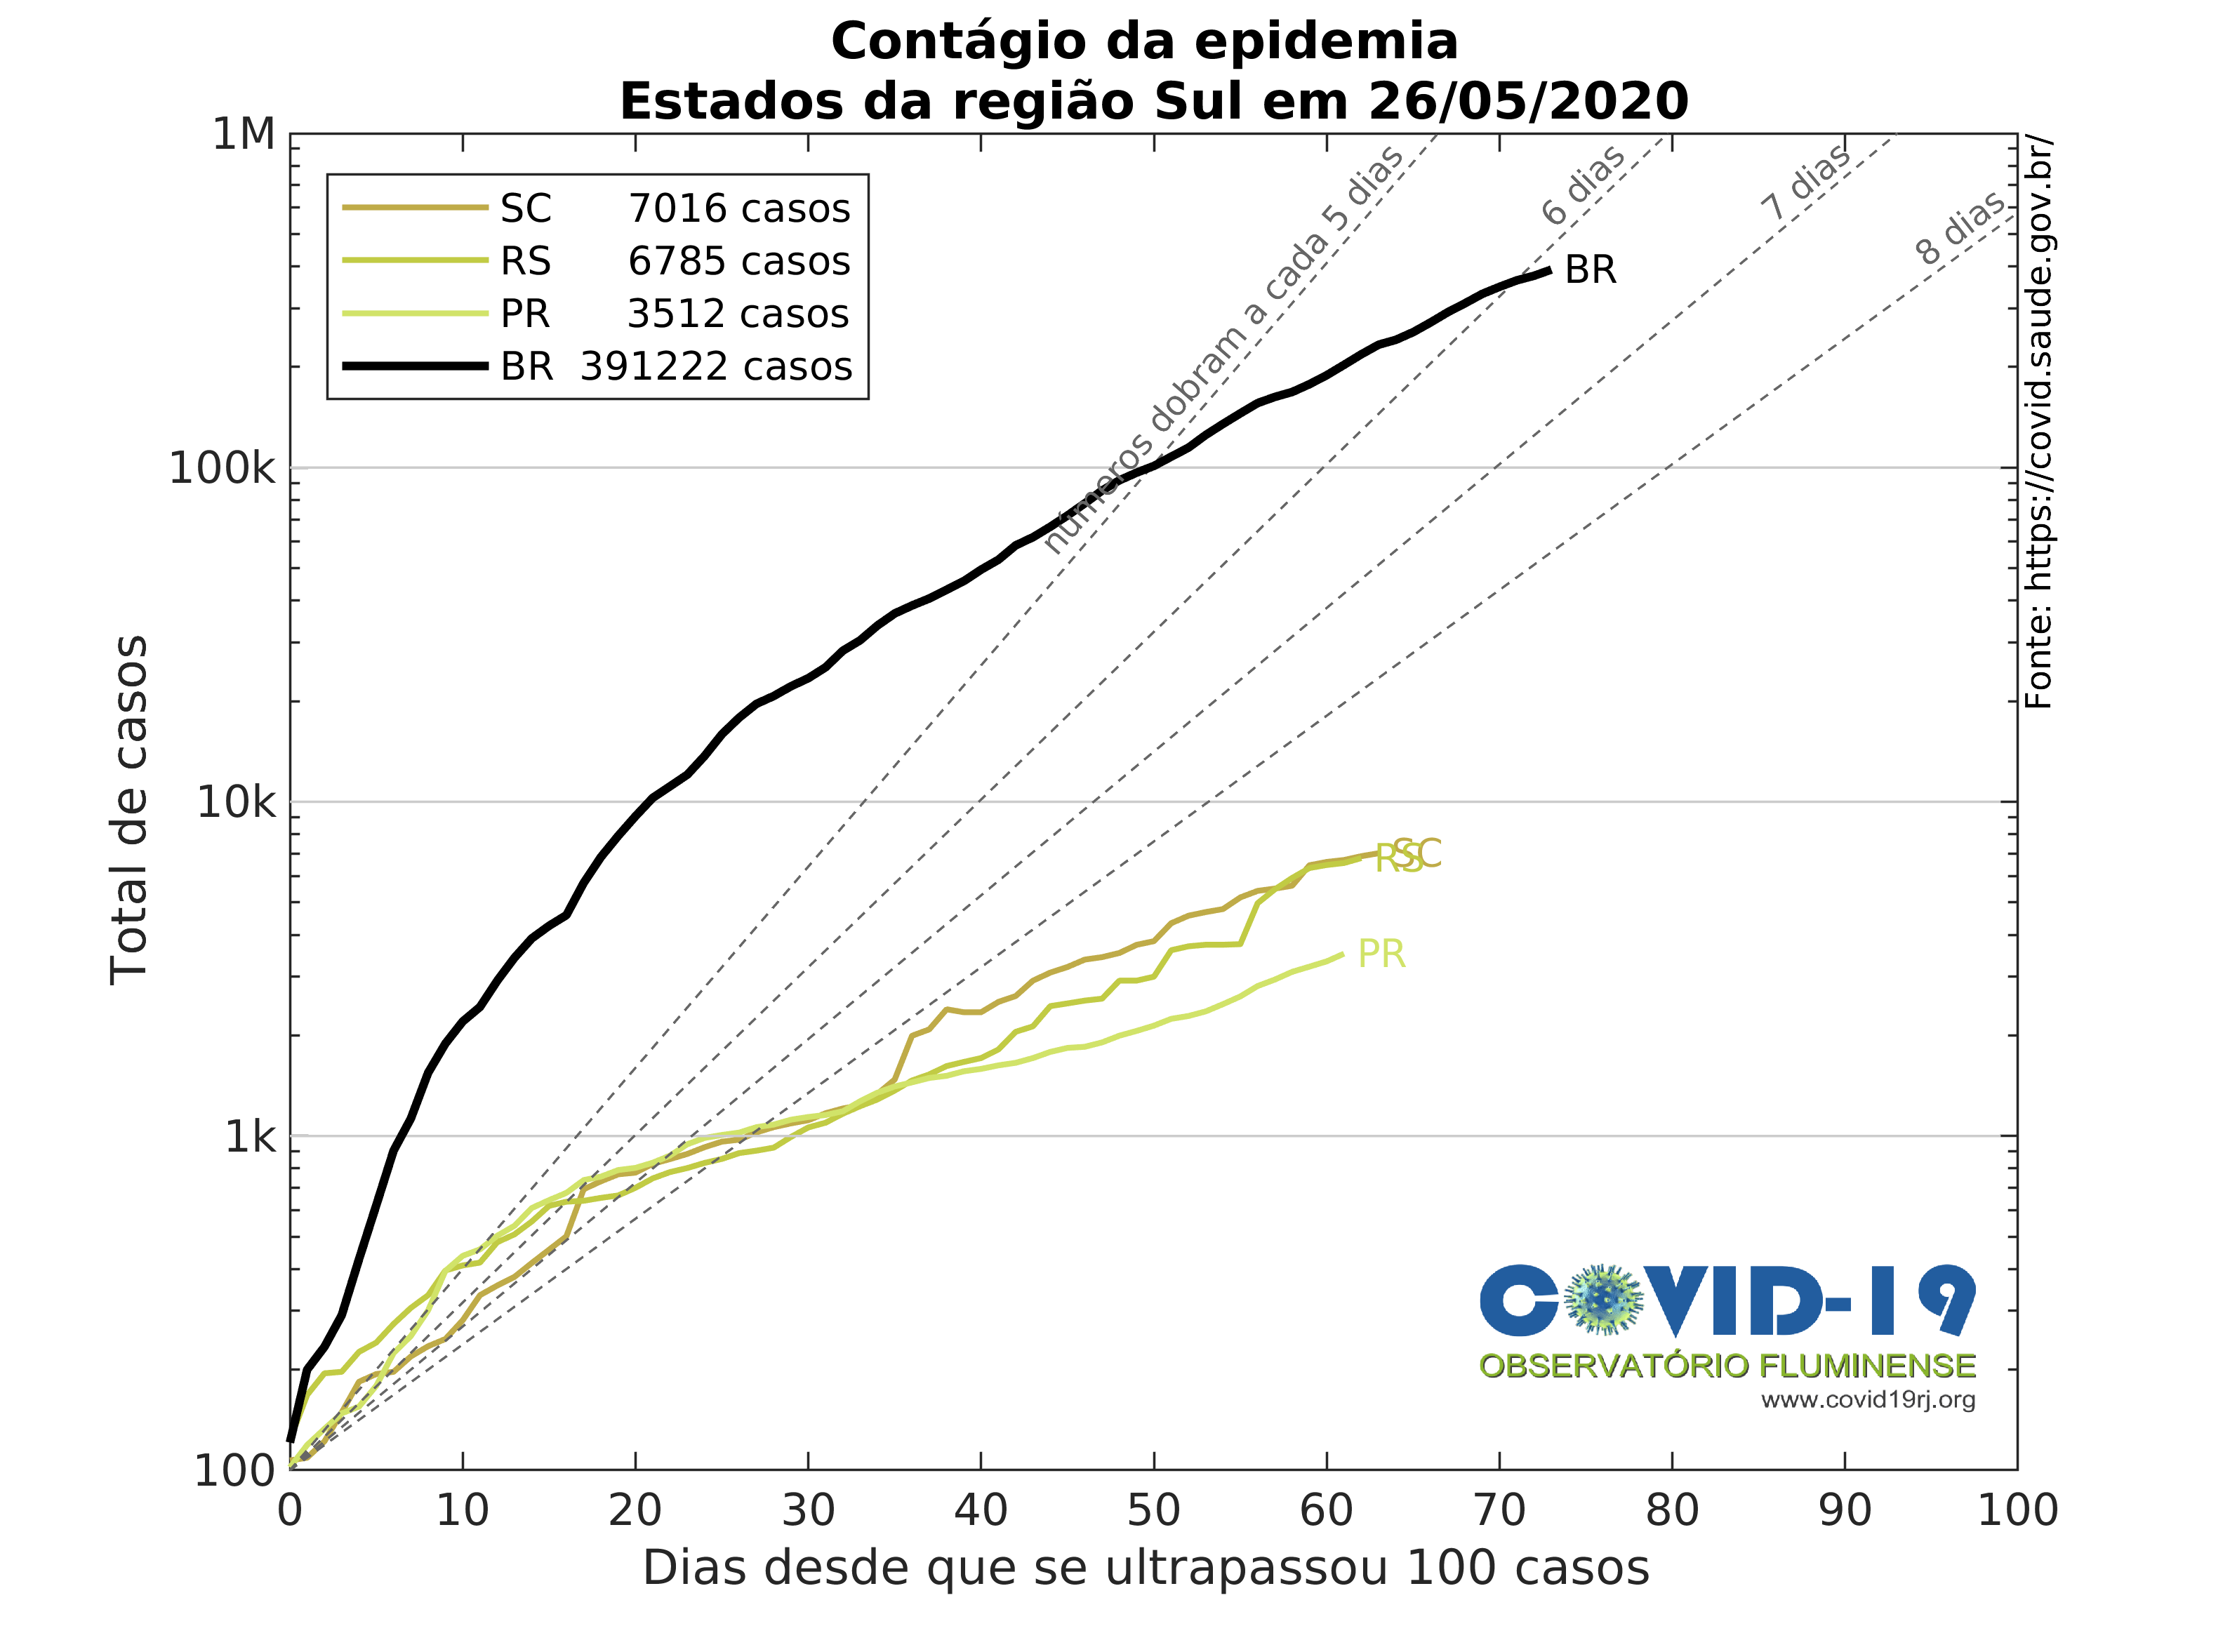 Contágio da epidemia
Estados da região Sul em 26/05/2020
1M
100k
10k
1k
100
Total de casos
SC 7016 casos
RS 6785 casos
PR 3512 casos
BR 391222 casos
números dobram a cada 5 dias
6 dias
7 dias
8 dias
BR
SC
RS
PR
Fonte: https://covid.saude.gov.br/
COVID-19
OBSERVATÓRIO FLUMINENSE
www.covid19rj.org
0 10 20 30 40 50 60 70 80 90 100
Dias desde que se ultrapassou 100 casos